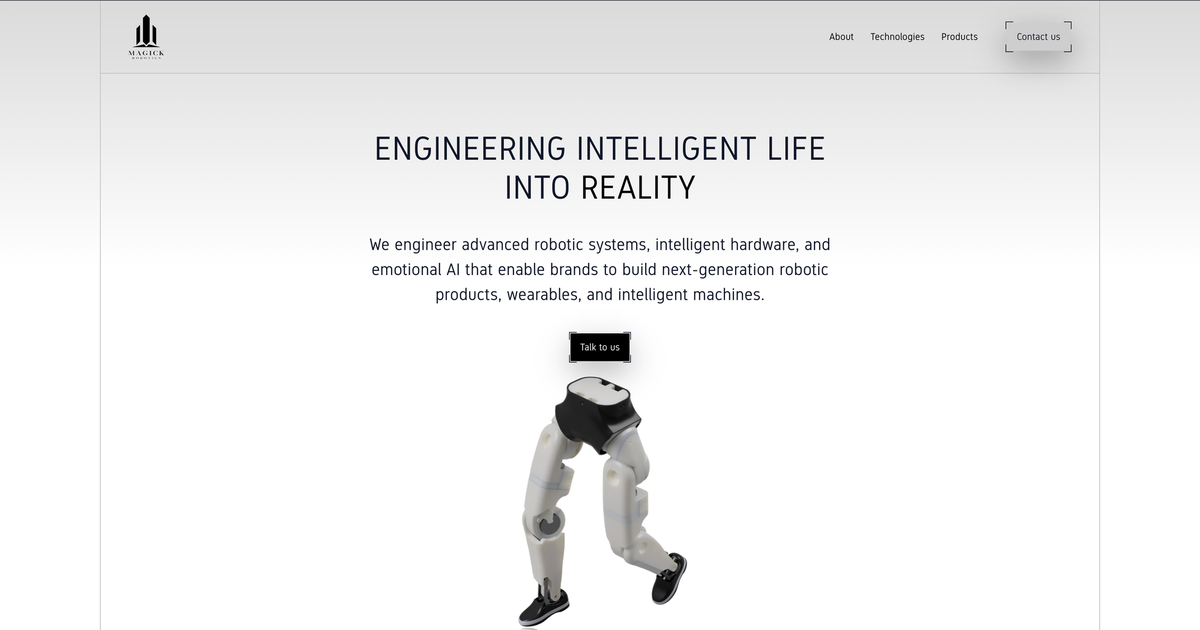 MAGICK
ROBOTICS
About Technologies Products Contact us
ENGINEERING INTELLIGENT LIFE
INTO REALITY
We engineer advanced robotic systems, intelligent hardware, and
emotional AI that enable brands to build next-generation robotic
products, wearables, and intelligent machines.
Talk to us